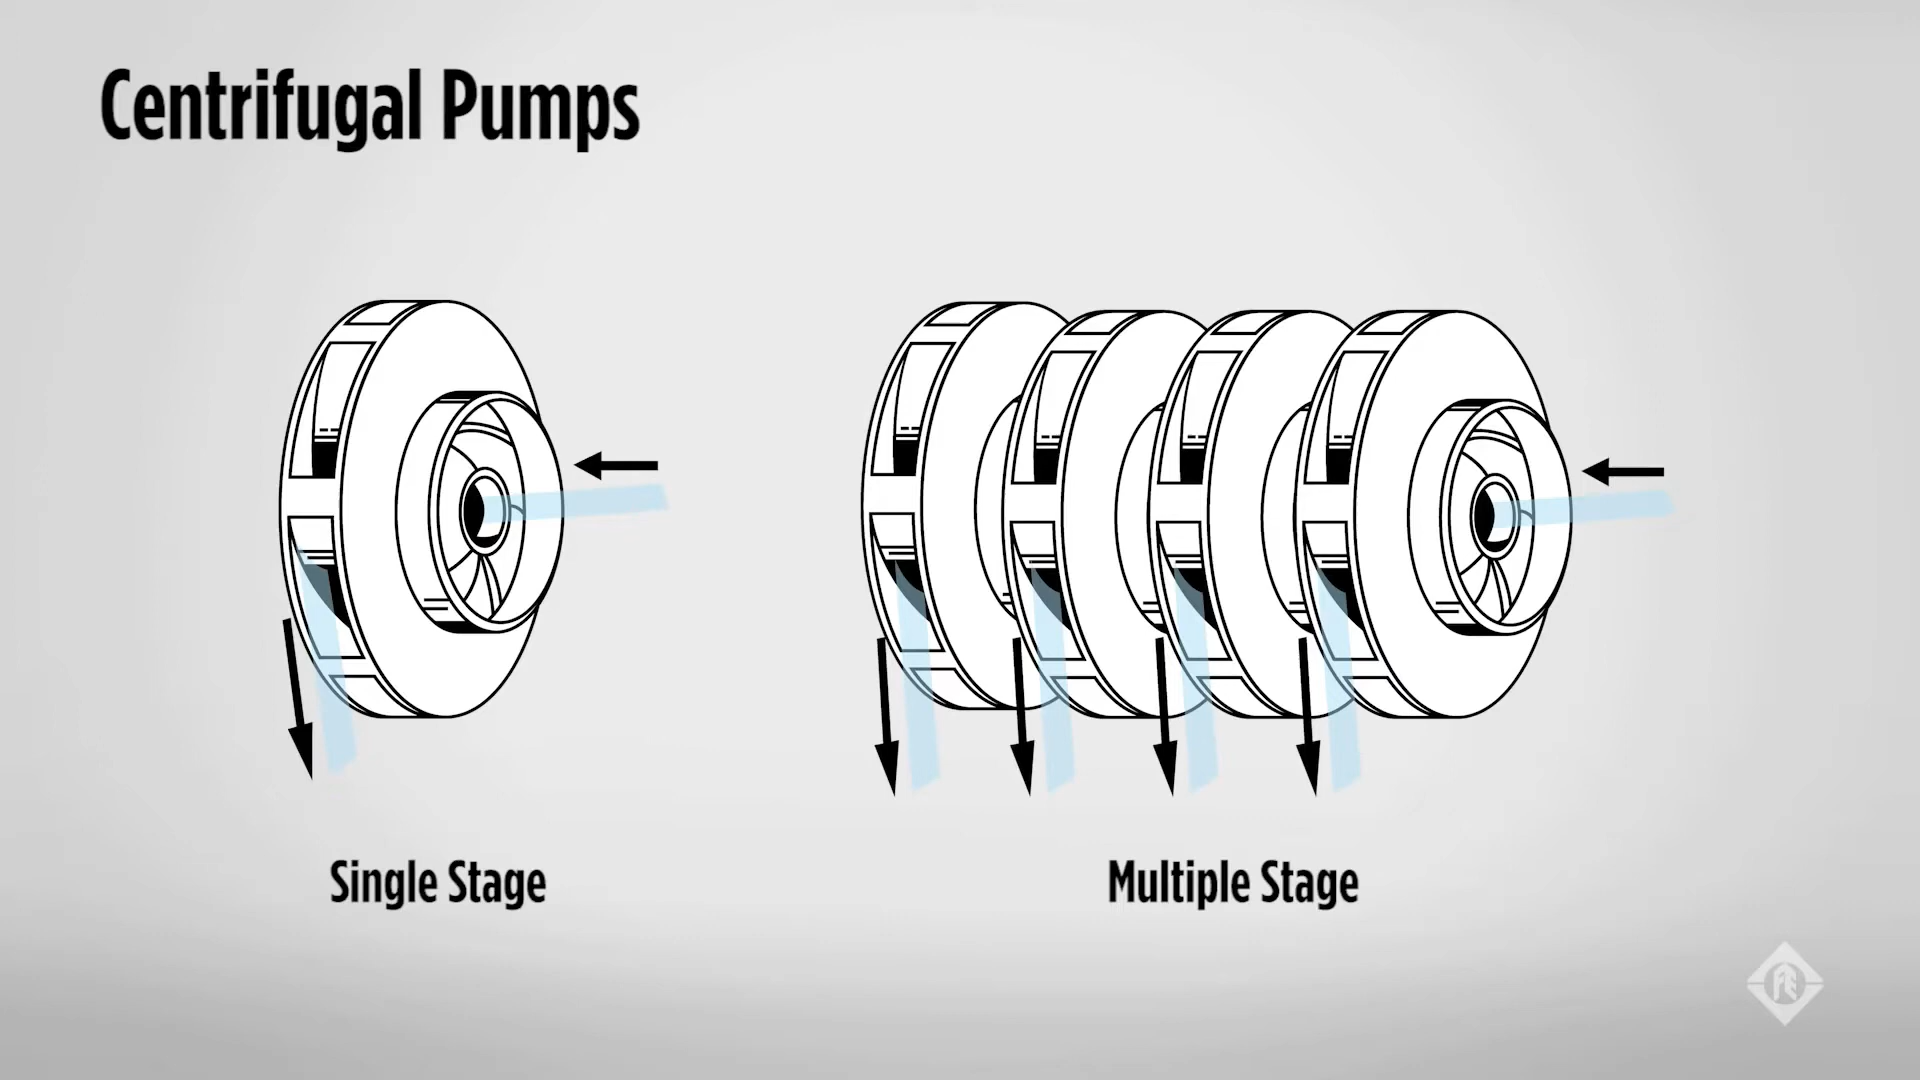 Centrifugal Pumps
Single Stage
Multiple Stage